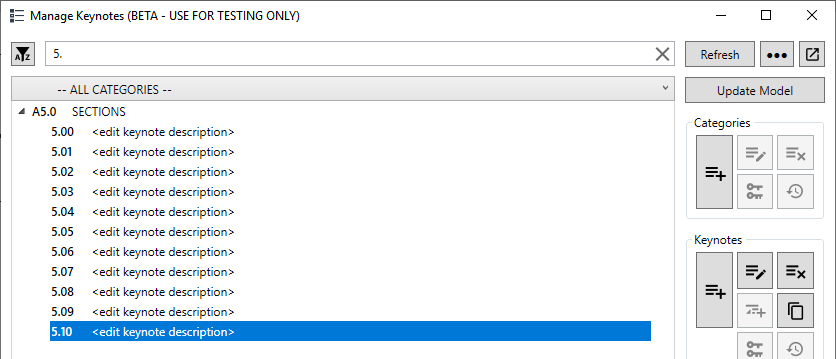 Manage Keynotes (BETA - USE FOR TESTING ONLY)
AZ
5.
Refresh
-- ALL CATEGORIES --
Update Model
A5.0 SECTIONS
5.00 <edit keynote description>
5.01 <edit keynote description>
5.02 <edit keynote description>
5.03 <edit keynote description>
5.04 <edit keynote description>
5.05 <edit keynote description>
5.06 <edit keynote description>
5.07 <edit keynote description>
5.08 <edit keynote description>
5.09 <edit keynote description>
5.10 <edit keynote description>
Categories
Keynotes